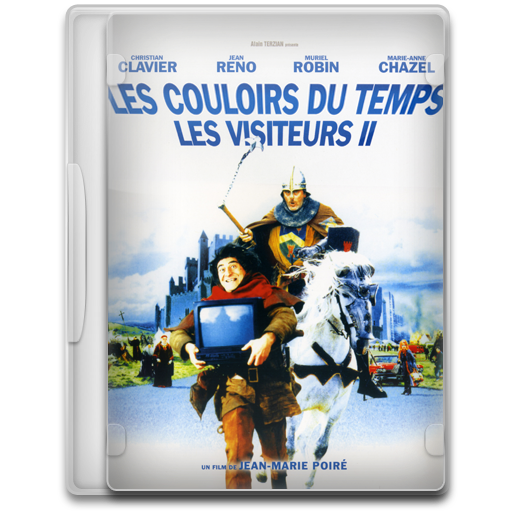 Alain TERZIAN présente
CHRISTIAN CLAVIER JEAN RENO MURIEL ROBIN MARIE-ANNE CHAZEL
LES COULOIRS DU TEMPS
LES VISITEURS II
UN FILM DE JEAN-MARIE POIRÉ